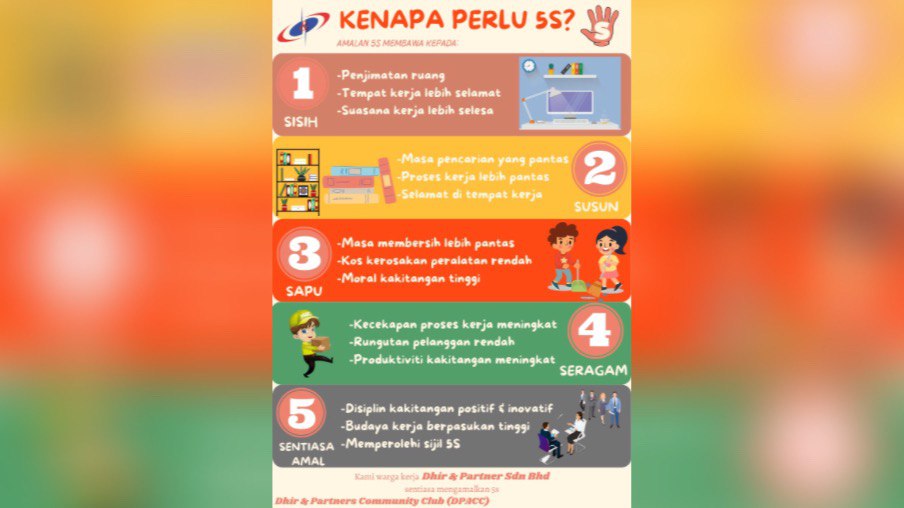 KENAPA PERLU 5S?
5
AMALAN 5S MEMBAWA KEPADA:
1
SISIH
-Penjimatan ruang
-Tempat kerja lebih selamat
-Suasana kerja lebih selesa
-Masa pencarian yang pantas
-Proses kerja lebih pantas
-Selamat di tempat kerja
2
SUSUN
3
SAPU
-Masa membersih lebih pantas
-Kos kerosakan peralatan rendah
-Moral kakitangan tinggi
-Kecekapan proses kerja meningkat
-Rungutan pelanggan rendah
-Produktiviti kakitangan meningkat
4
SERAGAM
5
SENTIASA
AMAL
-Disiplin kakitangan positif & inovatif
-Budaya kerja berpasukan tinggi
-Memperolehi sijil 5S
Kami warga kerja Dhir & Partner Sdn Bhd
sentiasa mengamalkan 5s
Dhir & Partners Community Club (DPACC)